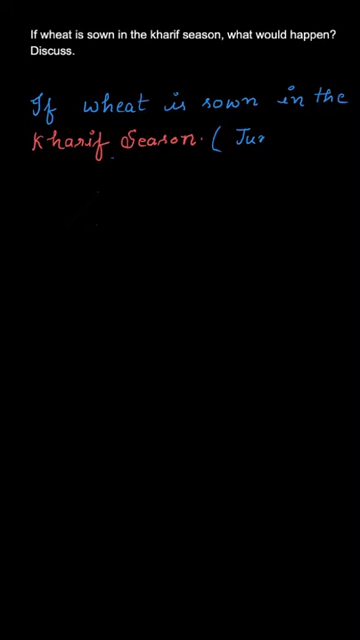 If wheat is sown in the kharif season, what would happen?
Discuss.
If wheat is sown in the
Kharif Season. (